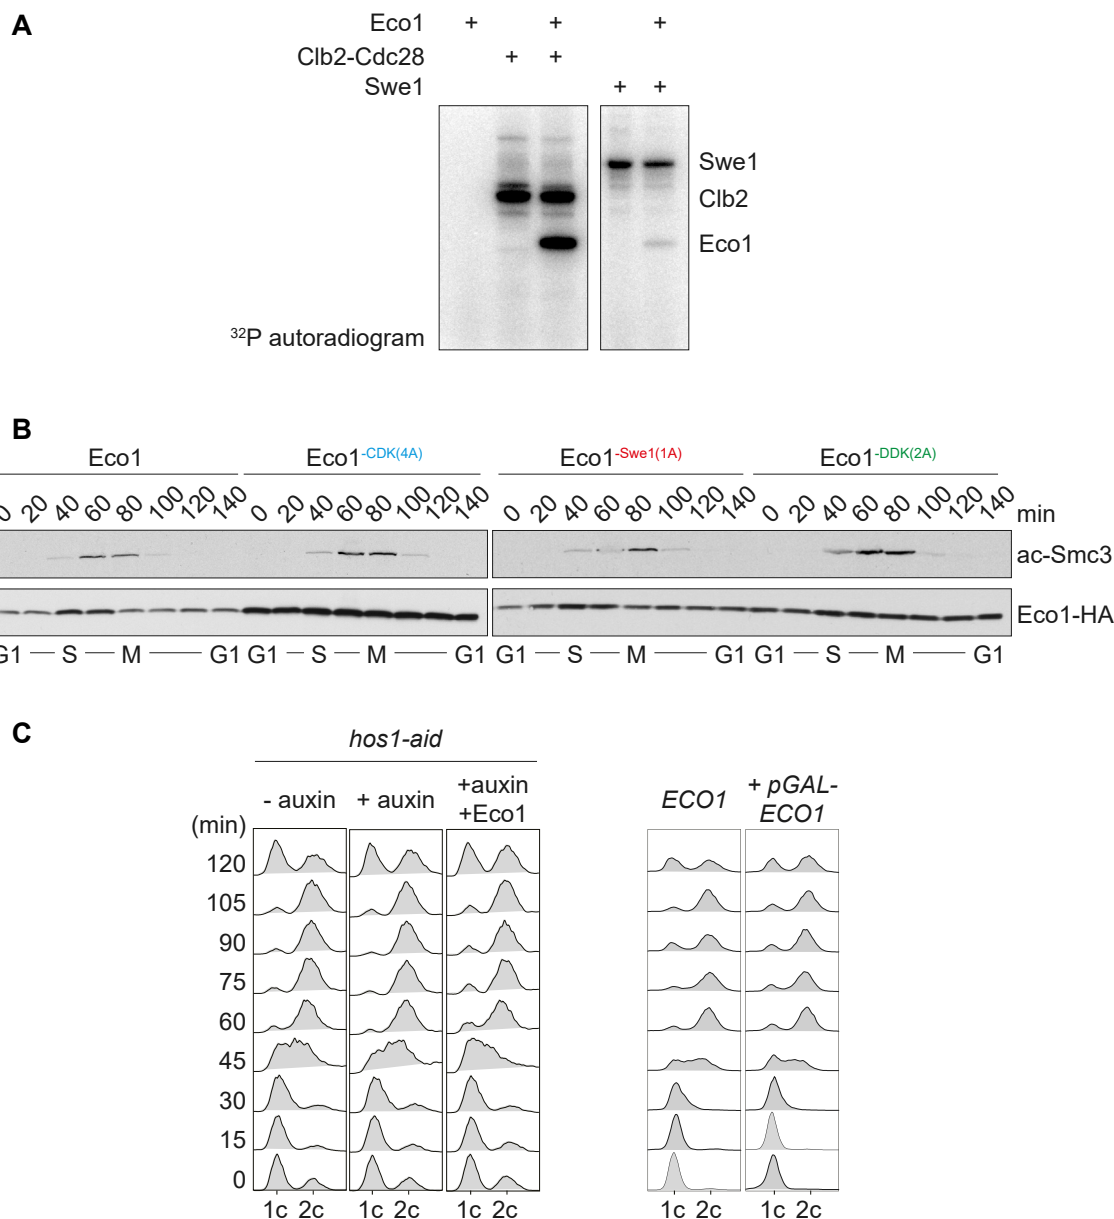 A
Eco1 + + +
Clb2-Cdc28 + +
Swe1 + +
Swe1
Clb2
Eco1
32P autoradiogram
B
Eco1 Eco1-CDK(4A) Eco1-Swe1(1A) Eco1-DDK(2A)
0 20 40 60 80 100 120 140 0 20 40 60 80 100 120 140 0 20 40 60 80 100 120 140 0 20 40 60 80 100 120 140 min
ac-Smc3
Eco1-HA
G1 — S — M — G1 G1 — S — M — G1 G1 — S — M — G1 G1 — S — M — G1
C
hos1-aid
- auxin + auxin +auxin +Eco1 ECO1 + pGAL-ECO1
(min)
120
105
90
75
60
45
30
15
0
1c 2c 1c 2c 1c 2c 1c 2c 1c 2c